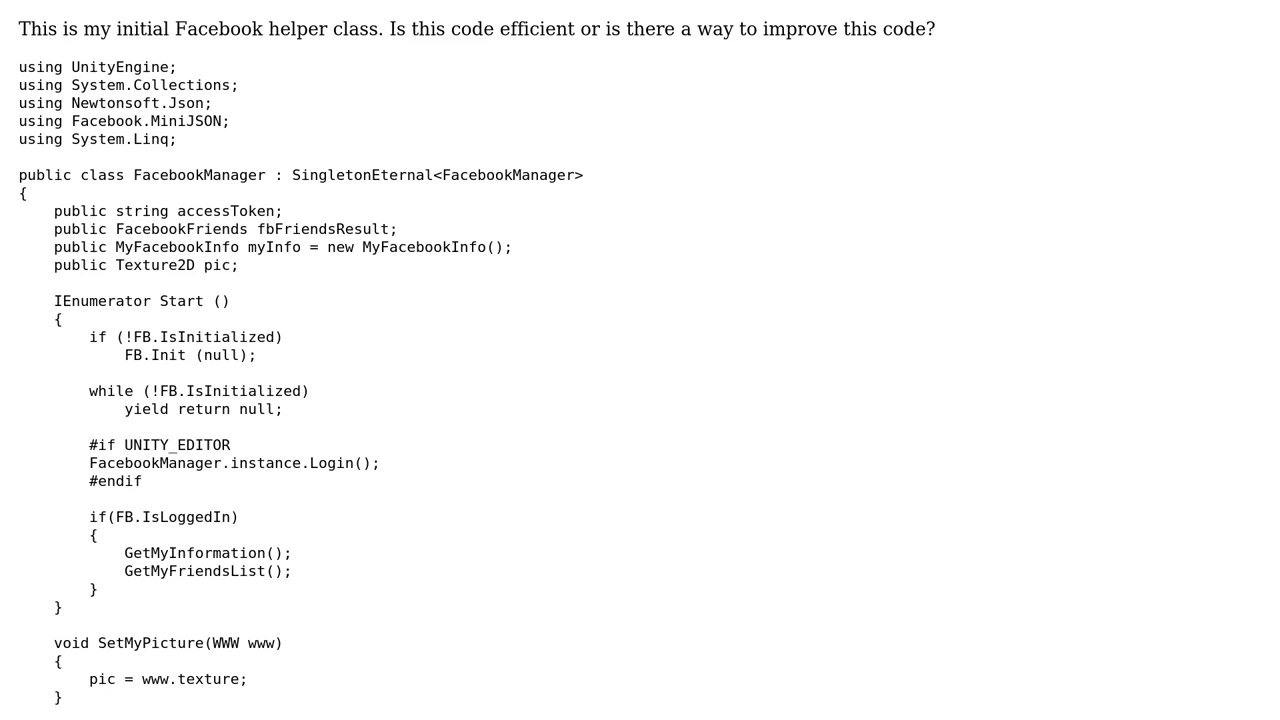 This is my initial Facebook helper class. Is this code efficient or is there a way to improve this code?
using UnityEngine;
using System.Collections;
using Newtonsoft.Json;
using Facebook.MiniJSON;
using System.Linq;
public class FacebookManager : SingletonEternal<FacebookManager>
{
    public string accessToken;
    public FacebookFriends fbFriendsResult;
    public MyFacebookInfo myInfo = new MyFacebookInfo();
    public Texture2D pic;
    IEnumerator Start ()
    {
        if (!FB.IsInitialized)
            FB.Init (null);
        while (!FB.IsInitialized)
            yield return null;
        #if UNITY_EDITOR
        FacebookManager.instance.Login();
        #endif
        if(FB.IsLoggedIn)
        {
            GetMyInformation();
            GetMyFriendsList();
        }
    }
    void SetMyPicture(WWW www)
    {
        pic = www.texture;
    }